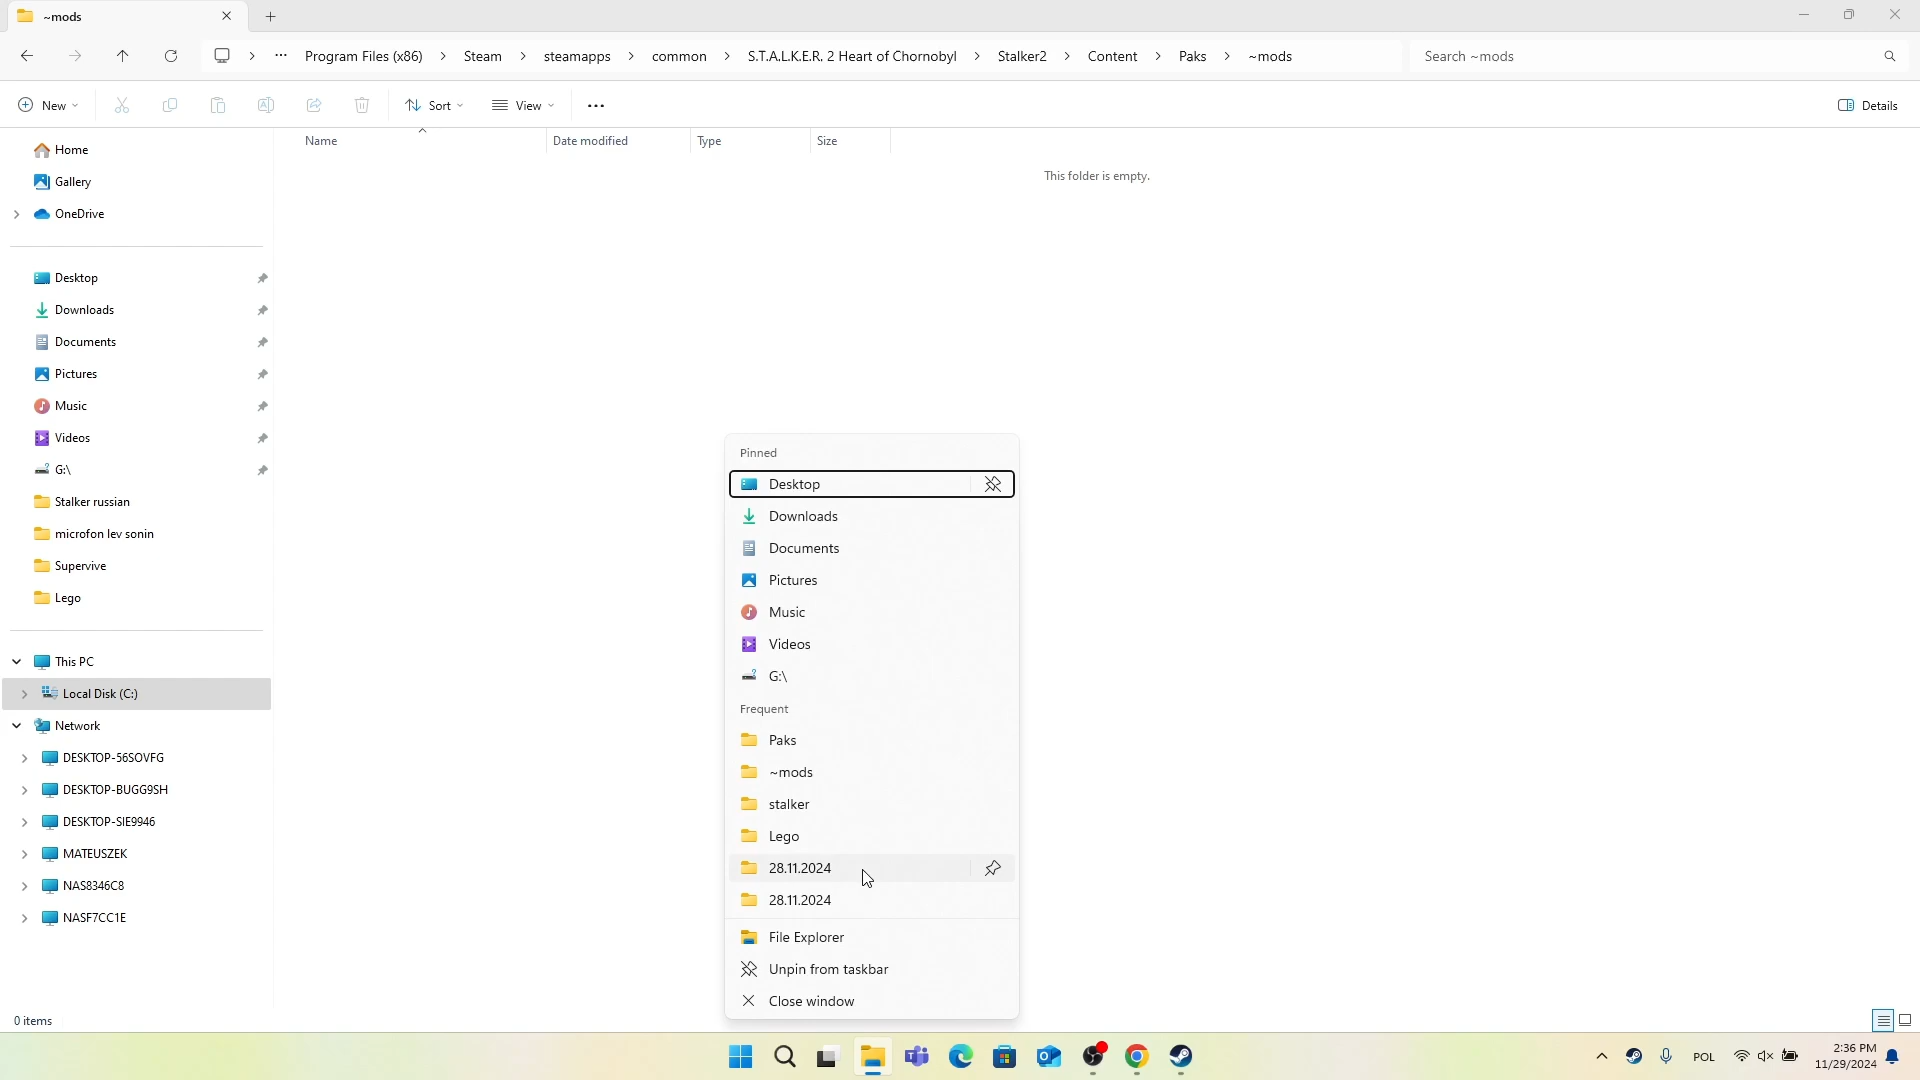 ~mods
Program Files (x86) Steam steamapps common S.T.A.L.K.E.R. 2 Heart of Chornobyl Stalker2 Content Paks ~mods
Search ~mods
New
Sort
View
Details
Name
Date modified
Type
Size
This folder is empty.
Home
Gallery
OneDrive
Desktop
Downloads
Documents
Pictures
Music
Videos
G:\
Stalker russian
microfon lev sonin
Supervive
Lego
This PC
Local Disk (C:)
Network
DESKTOP-56SOVFG
DESKTOP-BUGG9SH
DESKTOP-SIE9946
MATEUSZEK
NAS8346C8
NASF7CC1E
0 items
Pinned
Desktop
Downloads
Documents
Pictures
Music
Videos
G:\
Frequent
Paks
~mods
stalker
Lego
28.11.2024
28.11.2024
File Explorer
Unpin from taskbar
Close window
POL
2:36 PM
11/29/2024